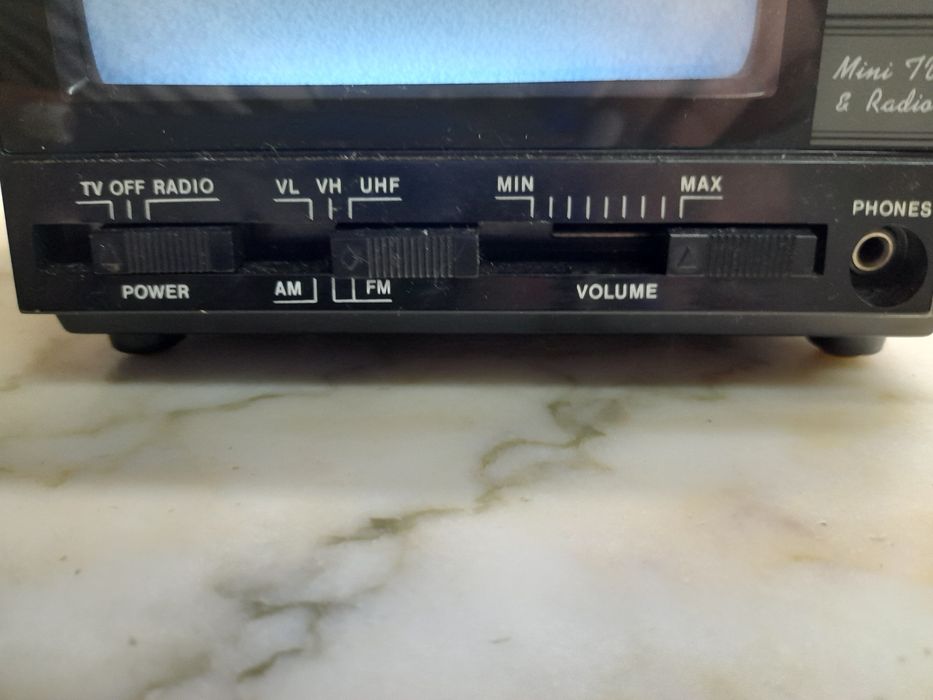 Mini TV
& Radio
TV OFF RADIO
VL VH UHF
MIN MAX
PHONES
POWER
AM FM
VOLUME